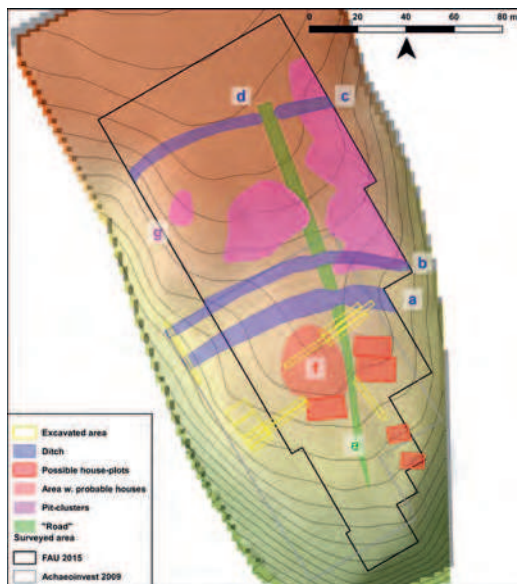 0 20 40 60 80 m
d
c
g
b
a
f
e
Excavated area
Ditch
Possible house-plots
Area w. probable houses
Pit-clusters
"Road"
Surveyed area
FAU 2015
Achaeoinvest 2009